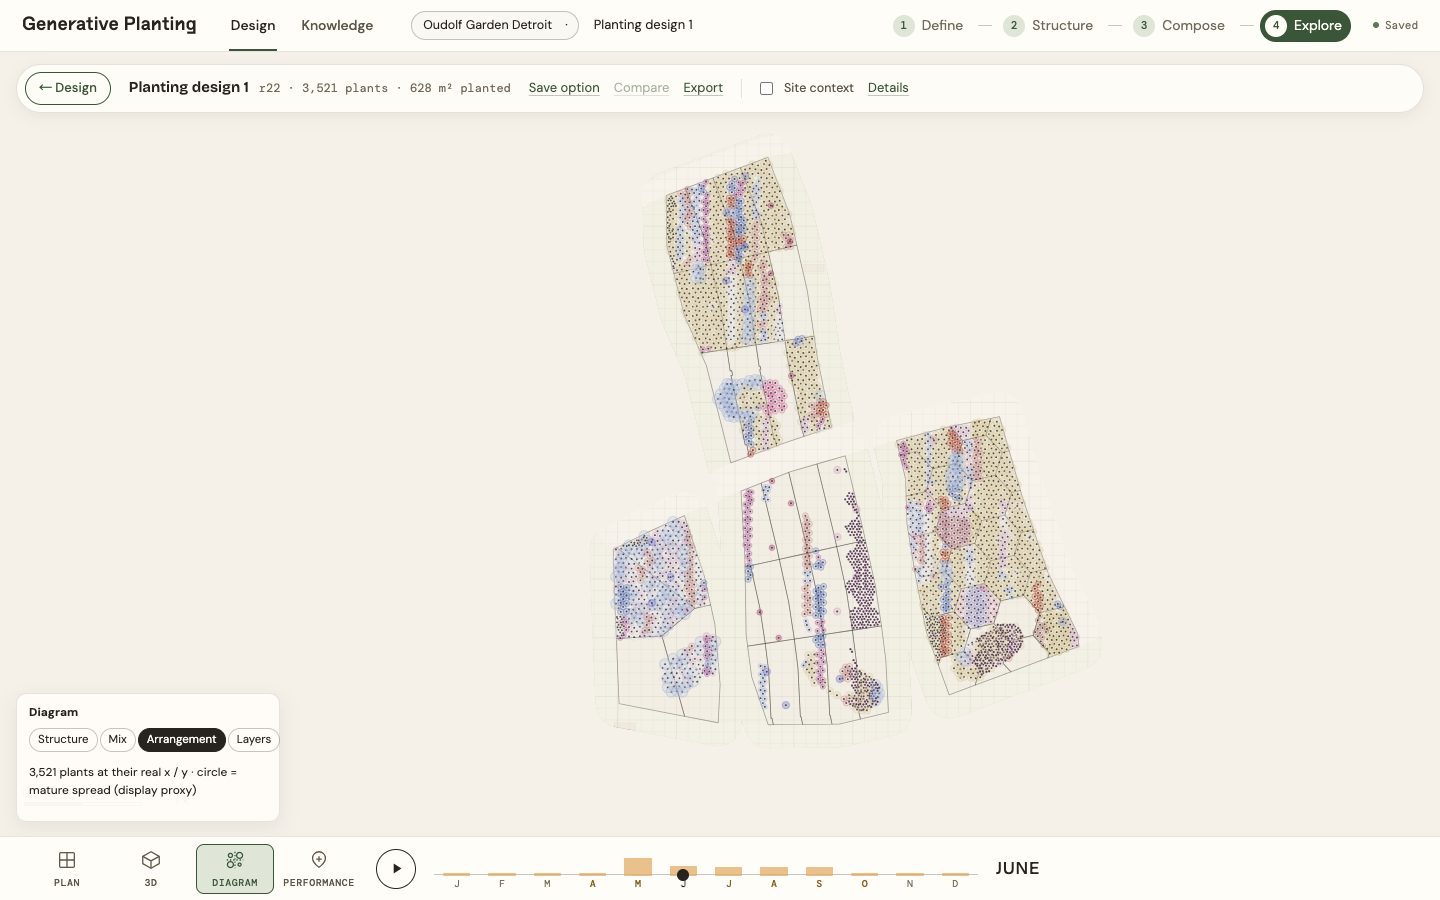 Generative Planting
Design
Knowledge
Oudolf Garden Detroit ·
Planting design 1
1 Define — 2 Structure — 3 Compose — 4 Explore
Saved
← Design
Planting design 1 r22 · 3,521 plants · 628 m² planted
Save option
Compare
Export
Site context
Details
Diagram
Structure
Mix
Arrangement
Layers
3,521 plants at their real x / y · circle =
mature spread (display proxy)
PLAN
3D
DIAGRAM
PERFORMANCE
J F M A M J J A S O N D
JUNE